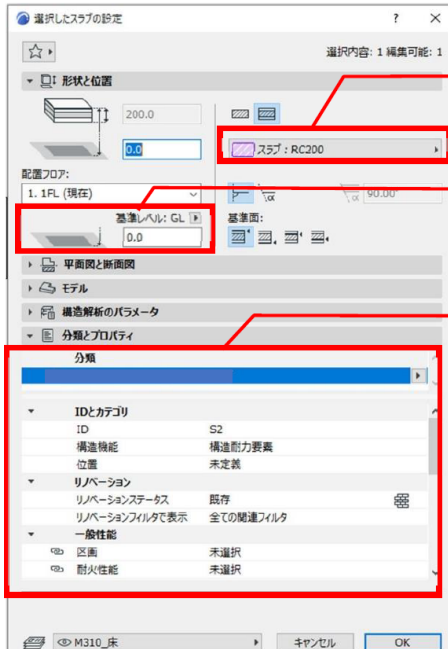 選択したスラブの設定
? ×
選択内容: 1 編集可能: 1
形状と位置
200.0
0.0
スラブ : RC200
配置フロア:
1. 1FL (現在)
α
α
90.00°
基準レベル: GL
基準面:
0.0
平面図と断面図
モデル
構造解析のパラメータ
分類とプロパティ
分類
IDとカテゴリ
ID S2
構造機能 構造耐力要素
位置 未定義
リノベーション
リノベーションステータス 既存
リノベーションフィルタで表示 全ての関連フィルタ
一般性能
区画 未選択
耐火性能 未選択
M310_床
キャンセル
OK